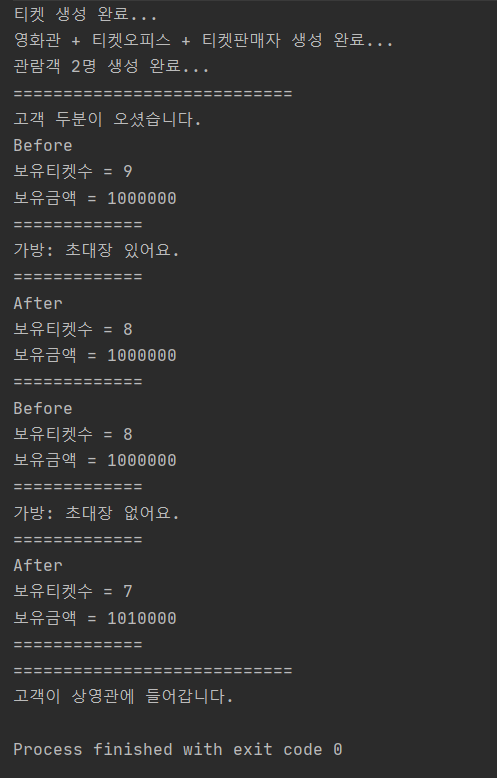 티켓 생성 완료...
영화관 + 티켓오피스 + 티켓판매자 생성 완료...
관람객 2명 생성 완료...
============================
고객 두분이 오셨습니다.
Before
보유티켓수 = 9
보유금액 = 1000000
=============
가방: 초대장 있어요.
=============
After
보유티켓수 = 8
보유금액 = 1000000
=============
Before
보유티켓수 = 8
보유금액 = 1000000
=============
가방: 초대장 없어요.
=============
After
보유티켓수 = 7
보유금액 = 1010000
=============
============================
고객이 상영관에 들어갑니다.
Process finished with exit code 0